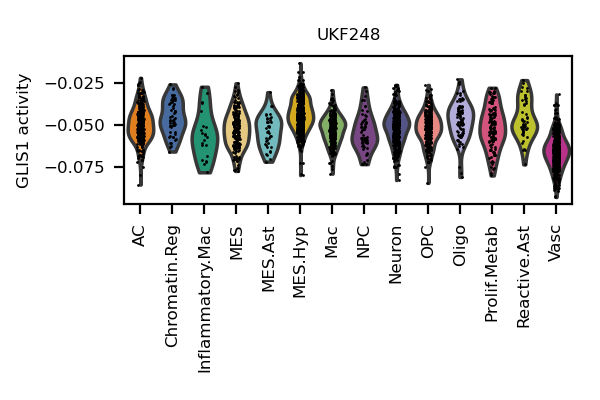 UKF248
GLIS1 activity
−0.025
−0.050
−0.075
AC
Chromatin.Reg
Inflammatory.Mac
MES
MES.Ast
MES.Hyp
Mac
NPC
Neuron
OPC
Oligo
Prolif.Metab
Reactive.Ast
Vasc